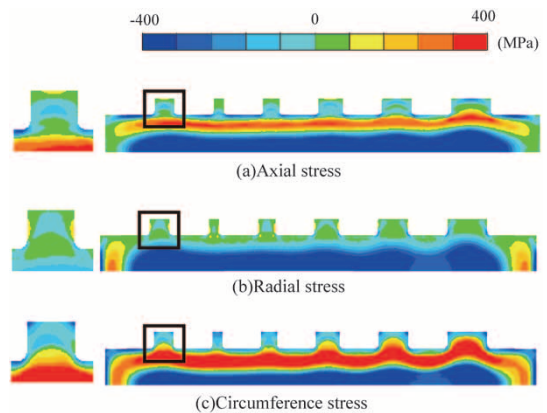 -400 0 400
(MPa)
(a)Axial stress
(b)Radial stress
(c)Circumference stress